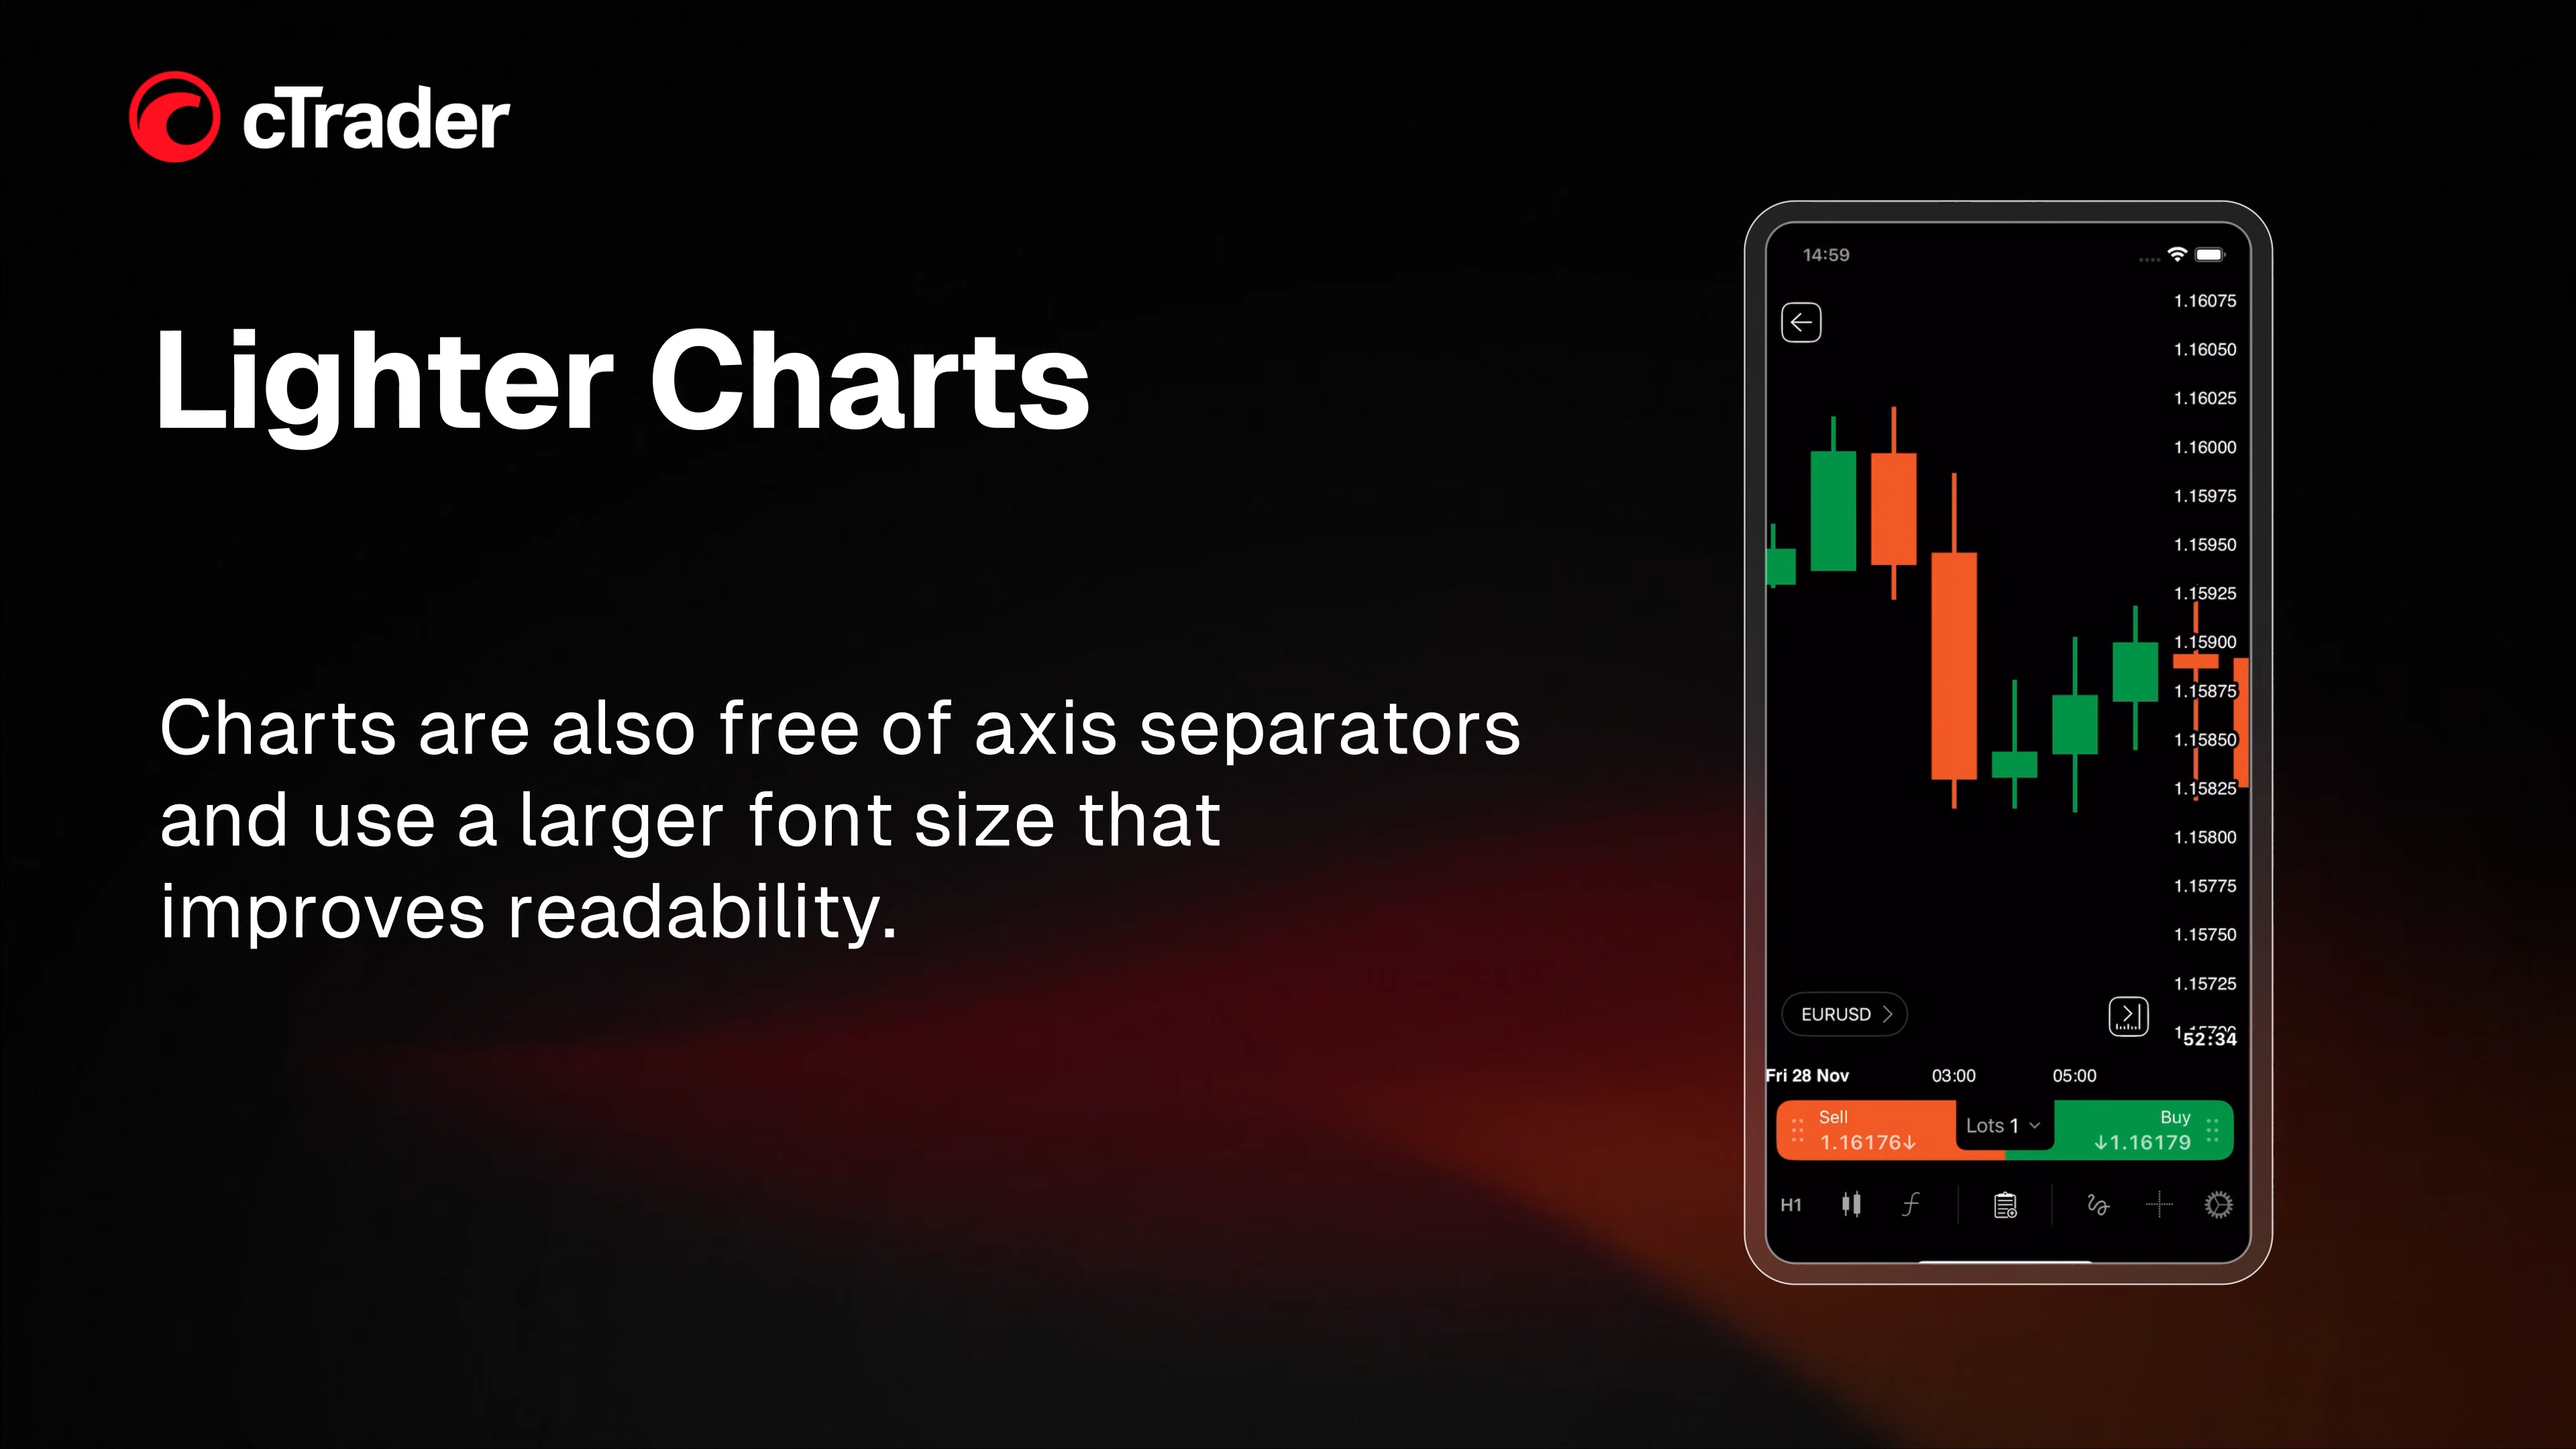 cTrader
Lighter Charts
Charts are also free of axis separators
and use a larger font size that
improves readability.
14:59
1.16075
1.16050
1.16025
1.16000
1.15975
1.15950
1.15925
1.15900
1.15875
1.15850
1.15825
1.15800
1.15775
1.15750
1.15725
52:34
EURUSD
Fri 28 Nov 03:00 05:00
Sell Buy
Lots 1
1.16176↓ ↓1.16179
H1